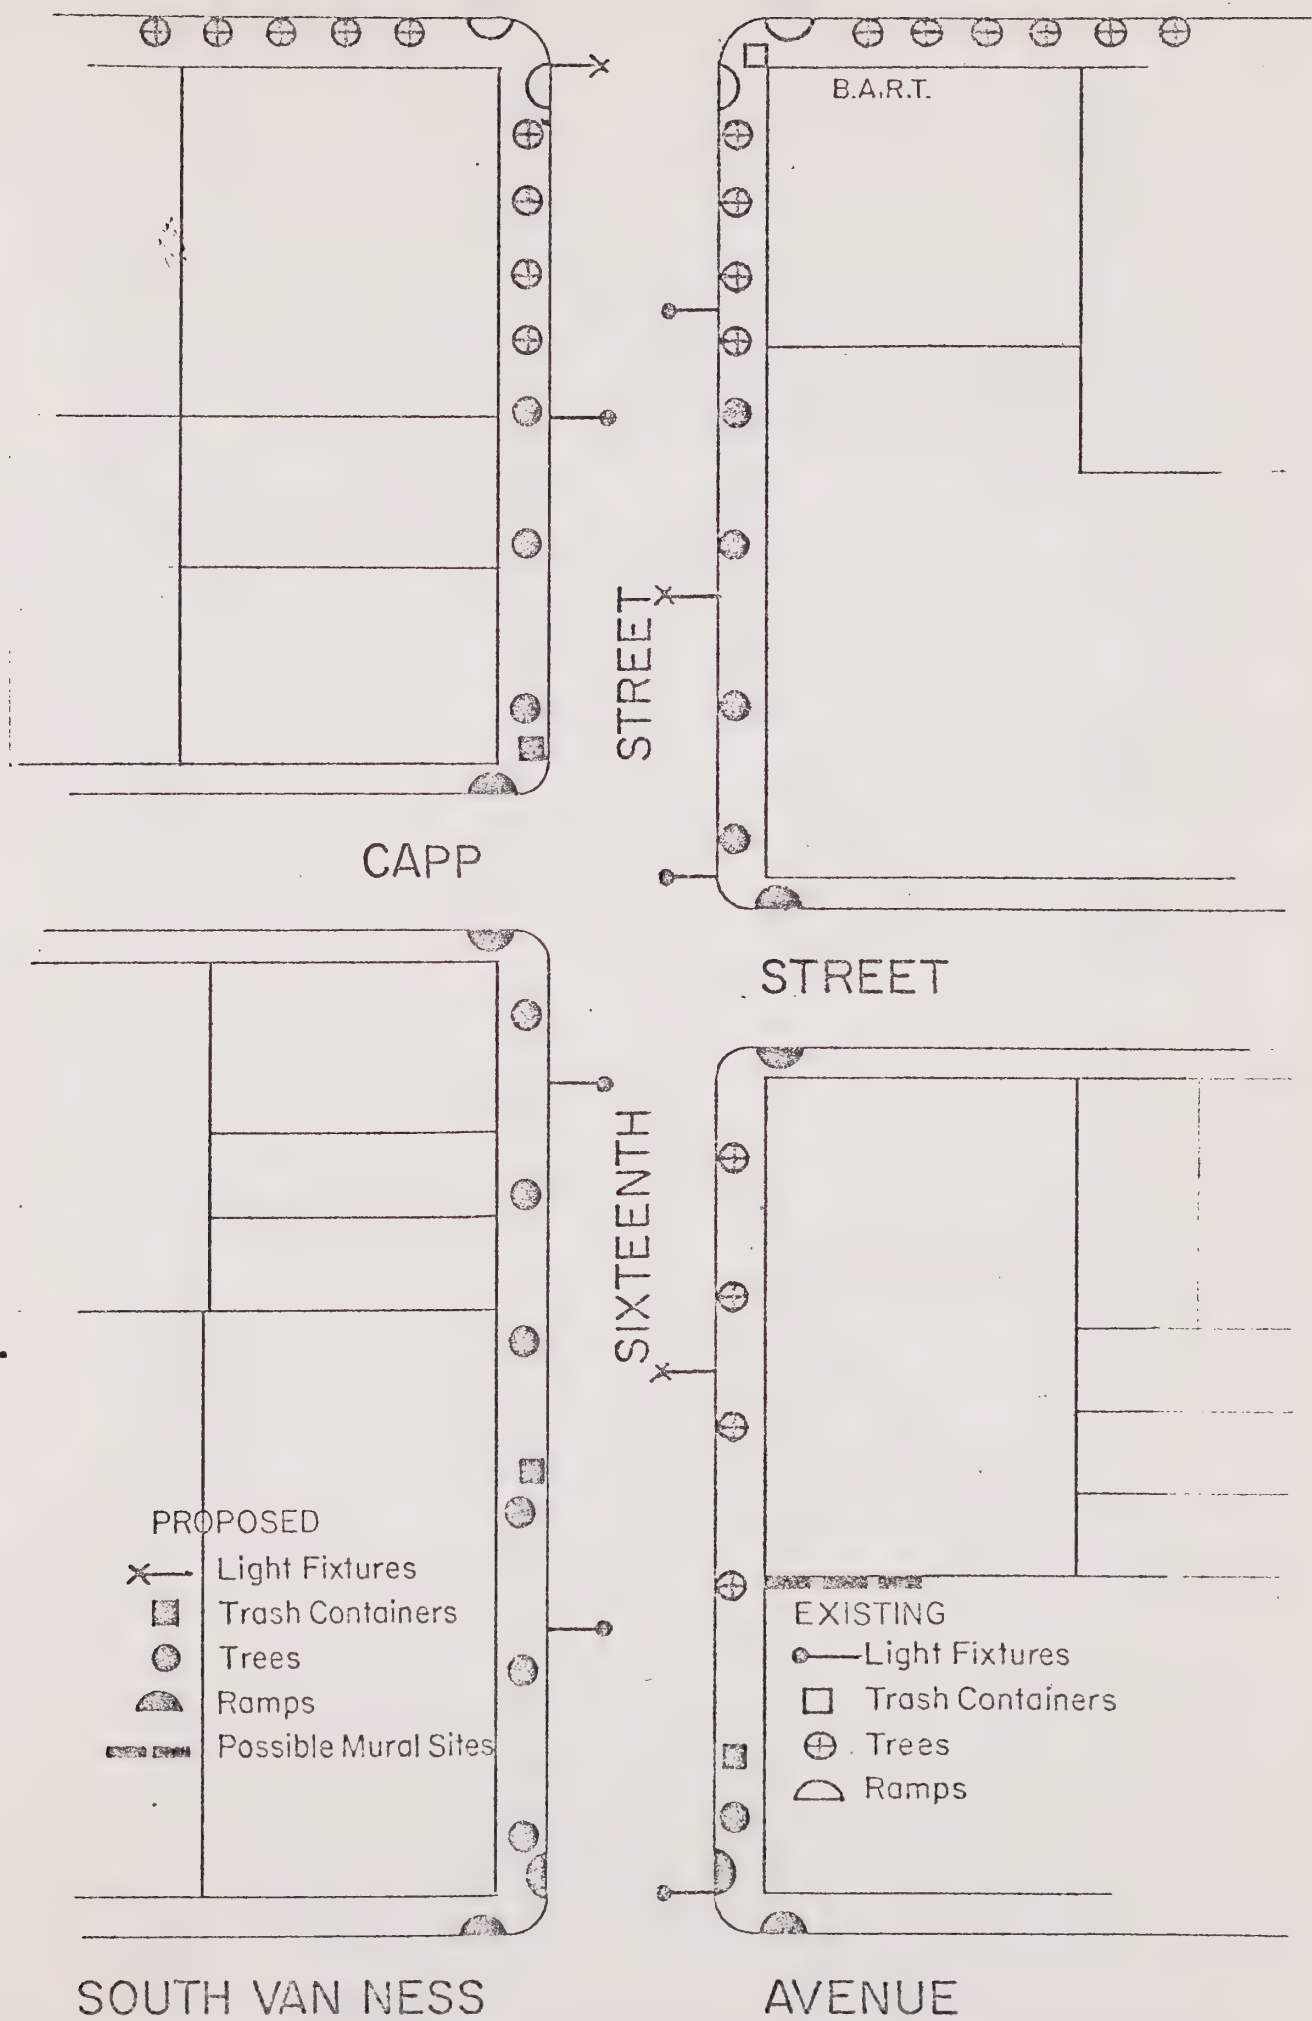 B.A.R.T.
STREET
CAPP
STREET
SIXTEENTH
PROPOSED
Light Fixtures
Trash Containers
Trees
Ramps
Possible Mural Sites
EXISTING
Light Fixtures
Trash Containers
Trees
Ramps
SOUTH VAN NESS
AVENUE